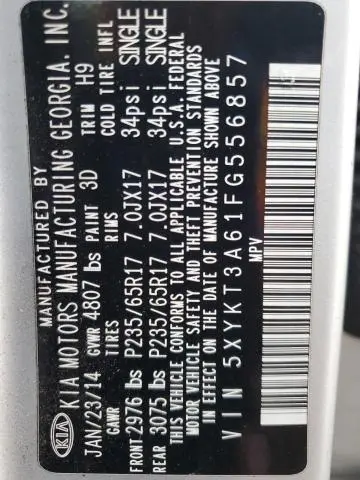 KIA
MANUFACTURED BY
KIA MOTORS MANUFACTURING GEORGIA. INC.
JAN/23/14 TRIM H9
GVWR 4807 lbs PAINT 3D
GAWR TIRES RIMS COLD TIRE INFL
FRONT 2976 lbs P235/65R17 7.0JX17 34psi SINGLE
REAR 3075 lbs P235/65R17 7.0JX17 34psi SINGLE
THIS VEHICLE CONFORMS TO ALL APPLICABLE U.S.A. FEDERAL
MOTOR VEHICLE SAFETY AND THEFT PREVENTION STANDARDS
IN EFFECT ON THE DATE OF MANUFACTURE SHOWN ABOVE
VIN 5XYKT3A61FG556857
MPV